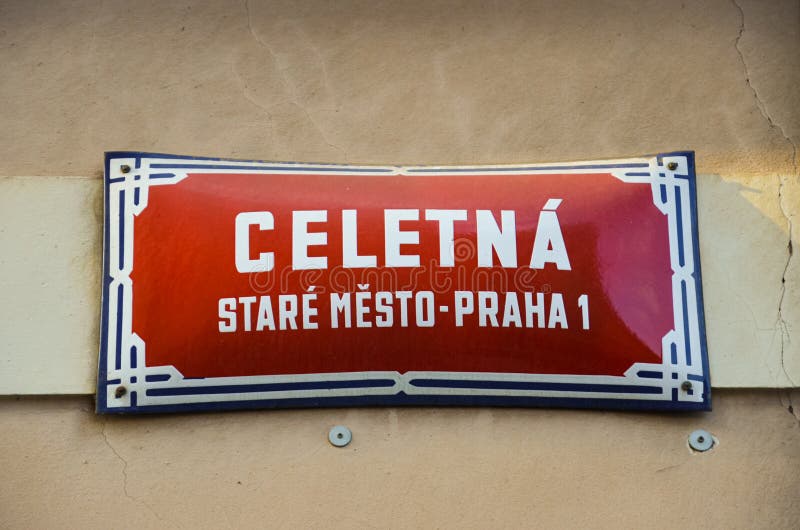 CELETNÁ
STARÉ MĚSTO-PRAHA 1